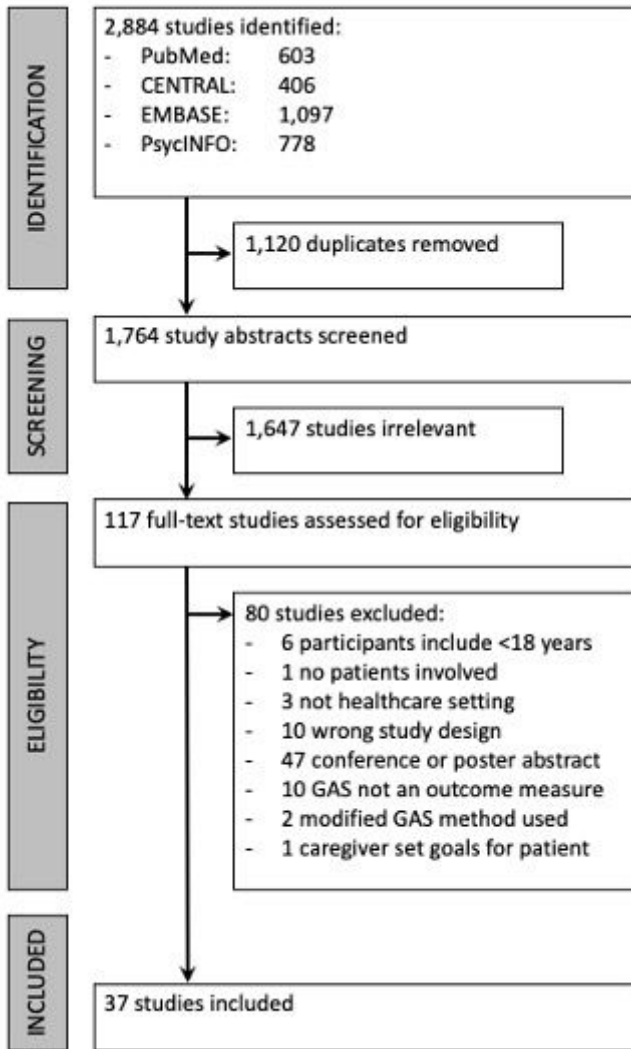 IDENTIFICATION
2,884 studies identified:
- PubMed: 603
- CENTRAL: 406
- EMBASE: 1,097
- PsycINFO: 778
1,120 duplicates removed
SCREENING
1,764 study abstracts screened
1,647 studies irrelevant
ELIGIBILITY
117 full-text studies assessed for eligibility
80 studies excluded:
- 6 participants include <18 years
- 1 no patients involved
- 3 not healthcare setting
- 10 wrong study design
- 47 conference or poster abstract
- 10 GAS not an outcome measure
- 2 modified GAS method used
- 1 caregiver set goals for patient
INCLUDED
37 studies included